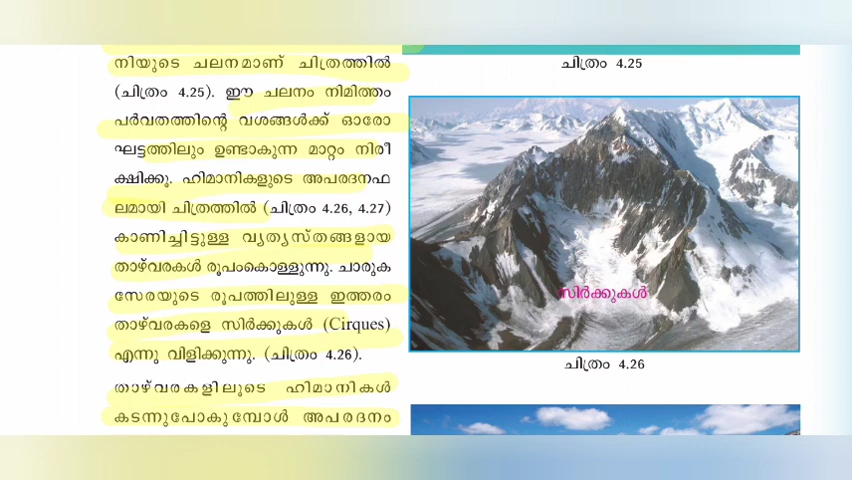 നിയുടെ ചലനമാണ് ചിത്രത്തിൽ
(ചിത്രം 4.25). ഈ ചലനം നിമിത്തം
പർവതത്തിന്റെ വശങ്ങൾക്ക് ഓരോ
ഘട്ടത്തിലും ഉണ്ടാകുന്ന മാറ്റം നിരീ
ക്ഷിക്കൂ. ഹിമാനികളുടെ അപരദനഫ
ലമായി ചിത്രത്തിൽ (ചിത്രം 4.26, 4.27)
കാണിച്ചിട്ടുള്ള വ്യത്യസ്തങ്ങളായ
താഴ്‌വരകൾ രൂപംകൊള്ളുന്നു. ചാരുക
സേരയുടെ രൂപത്തിലുള്ള ഇത്തരം
താഴ്‌വരകളെ സിർക്കുകൾ (Cirques)
എന്നു വിളിക്കുന്നു. (ചിത്രം 4.26).
താഴ്‌വരകളിലൂടെ ഹിമാനികൾ
കടന്നുപോകുമ്പോൾ അപരദനം
ചിത്രം 4.25
സിർക്കുകൾ
ചിത്രം 4.26